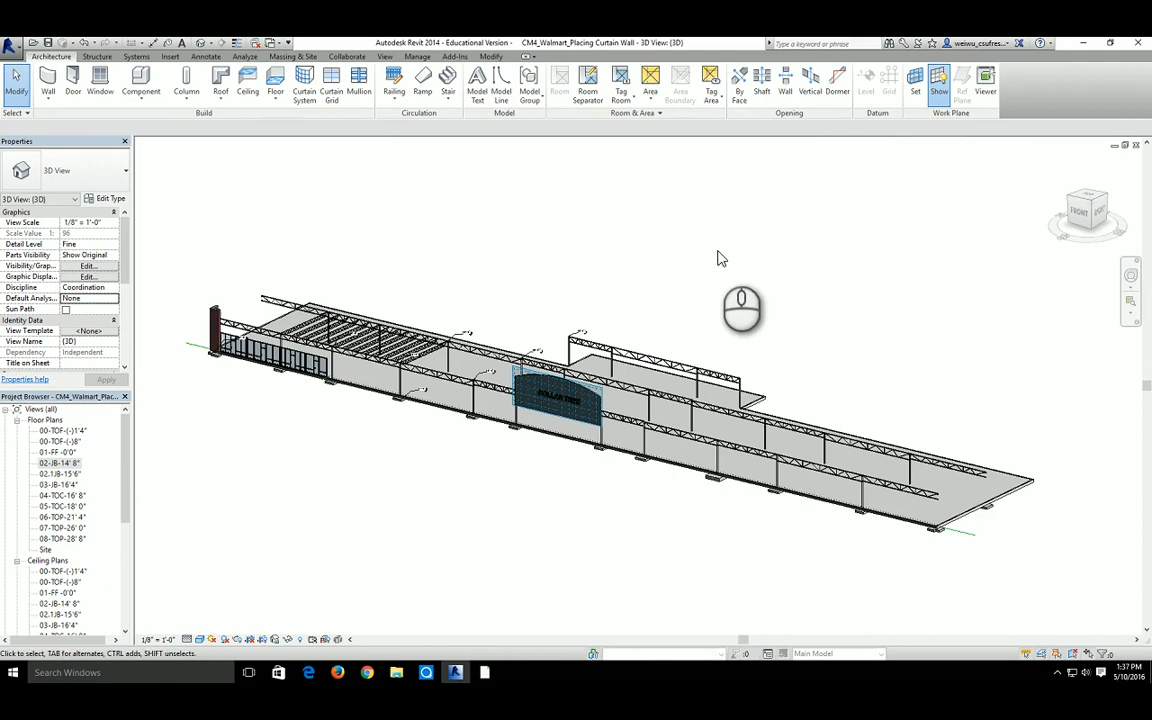 Autodesk Revit 2014 - Educational Version - CM4_Walmart_Placing Curtain Wall - 3D View: {3D}
Type a keyword or phrase
weiwu_csufres...
Architecture Structure Systems Insert Annotate Analyze Massing & Site Collaborate View Manage Add-Ins Modify
Modify Wall Door Window Component Column Roof Ceiling Floor Curtain System Curtain Grid Mullion Railing Ramp Stair Model Text Model Line Model Group Room Room Separator Tag Room Area Area Boundary Tag Area By Face Shaft Wall Vertical Dormer Level Grid Set Show Ref Plane Viewer
Select Build Circulation Model Room & Area Opening Datum Work Plane
Properties
3D View
3D View: {3D} Edit Type
Graphics
View Scale 1/8" = 1'-0"
Scale Value 1: 96
Detail Level Fine
Parts Visibility Show Original
Visibility/Grap... Edit...
Graphic Displa... Edit...
Discipline Coordination
Default Analys... None
Sun Path
Identity Data
View Template <None>
View Name {3D}
Dependency Independent
Title on Sheet
Properties help Apply
Project Browser - CM4_Walmart_Plac...
Views (all)
Floor Plans
00-TOF-(-)1'4"
00-TOF-(-)8"
01-FF -0'0"
02-JB-14' 8"
02.1JB-15'6"
03-JB-16'4"
04-TOC-16' 8"
05-TOC-18' 0"
06-TOP-21' 4"
07-TOP-26' 0"
08-TOP-28' 8"
Site
Ceiling Plans
00-TOF-(-)1'4"
00-TOF-(-)8"
01-FF -0'0"
02-JB-14' 8"
02.1JB-15'6"
03-JB-16'4"
DOLLAR TREE
FRONT
1/8" = 1'-0"
Click to select, TAB for alternates, CTRL adds, SHIFT unselects.
:0
Main Model
:0
Search Windows
1:37 PM
5/10/2016